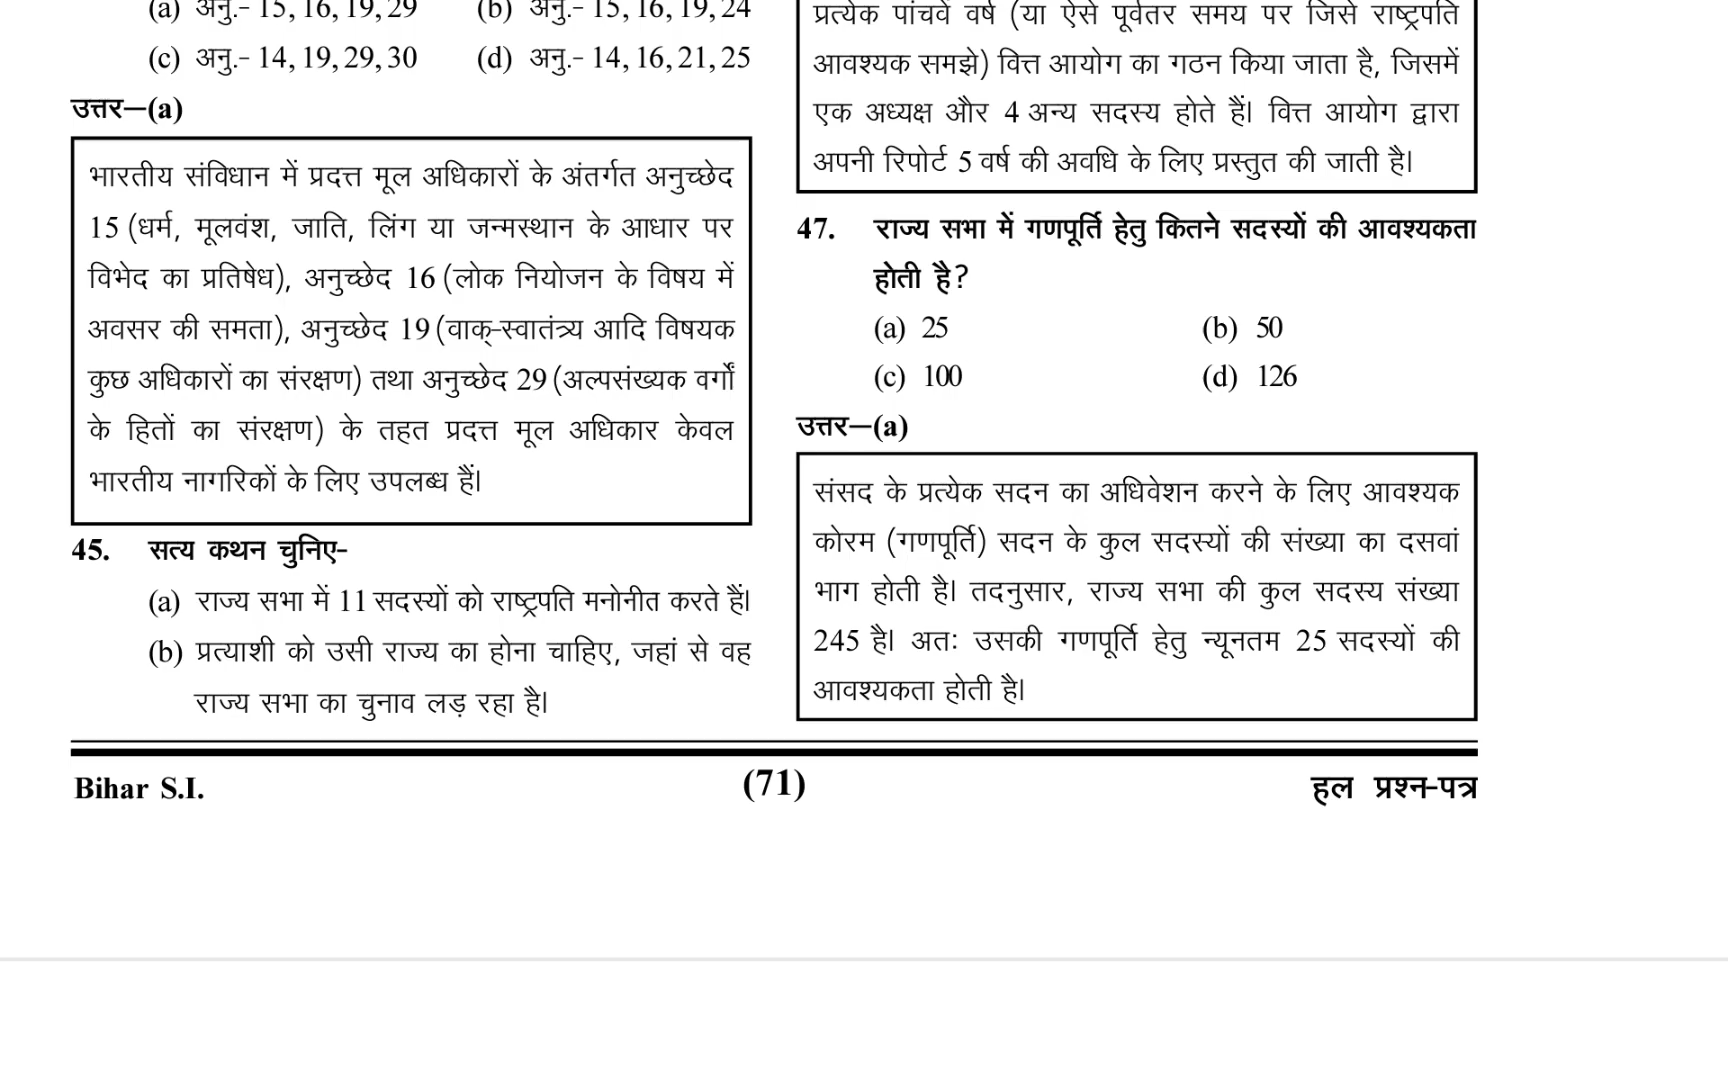 (a) अनु.- 15, 16, 19, 29 (b) अनु.- 15, 16, 19, 24
(c) अनु.- 14, 19, 29, 30 (d) अनु.- 14, 16, 21, 25
उत्तर—(a)
भारतीय संविधान में प्रदत्त मूल अधिकारों के अंतर्गत अनुच्छेद
15 (धर्म, मूलवंश, जाति, लिंग या जन्मस्थान के आधार पर
विभेद का प्रतिषेध), अनुच्छेद 16 (लोक नियोजन के विषय में
अवसर की समता), अनुच्छेद 19 (वाक्-स्वातंत्र्य आदि विषयक
कुछ अधिकारों का संरक्षण) तथा अनुच्छेद 29 (अल्पसंख्यक वर्गों
के हितों का संरक्षण) के तहत प्रदत्त मूल अधिकार केवल
भारतीय नागरिकों के लिए उपलब्ध हैं।
45. सत्य कथन चुनिए-
(a) राज्य सभा में 11 सदस्यों को राष्ट्रपति मनोनीत करते हैं।
(b) प्रत्याशी को उसी राज्य का होना चाहिए, जहां से वह
राज्य सभा का चुनाव लड़ रहा है।
प्रत्येक पांचवें वर्ष (या ऐसे पूर्वतर समय पर जिसे राष्ट्रपति
आवश्यक समझे) वित्त आयोग का गठन किया जाता है, जिसमें
एक अध्यक्ष और 4 अन्य सदस्य होते हैं। वित्त आयोग द्वारा
अपनी रिपोर्ट 5 वर्ष की अवधि के लिए प्रस्तुत की जाती है।
47. राज्य सभा में गणपूर्ति हेतु कितने सदस्यों की आवश्यकता
होती है?
(a) 25 (b) 50
(c) 100 (d) 126
उत्तर—(a)
संसद के प्रत्येक सदन का अधिवेशन करने के लिए आवश्यक
कोरम (गणपूर्ति) सदन के कुल सदस्यों की संख्या का दसवां
भाग होती है। तदनुसार, राज्य सभा की कुल सदस्य संख्या
245 है। अतः उसकी गणपूर्ति हेतु न्यूनतम 25 सदस्यों की
आवश्यकता होती है।
Bihar S.I. (71) हल प्रश्न-पत्र